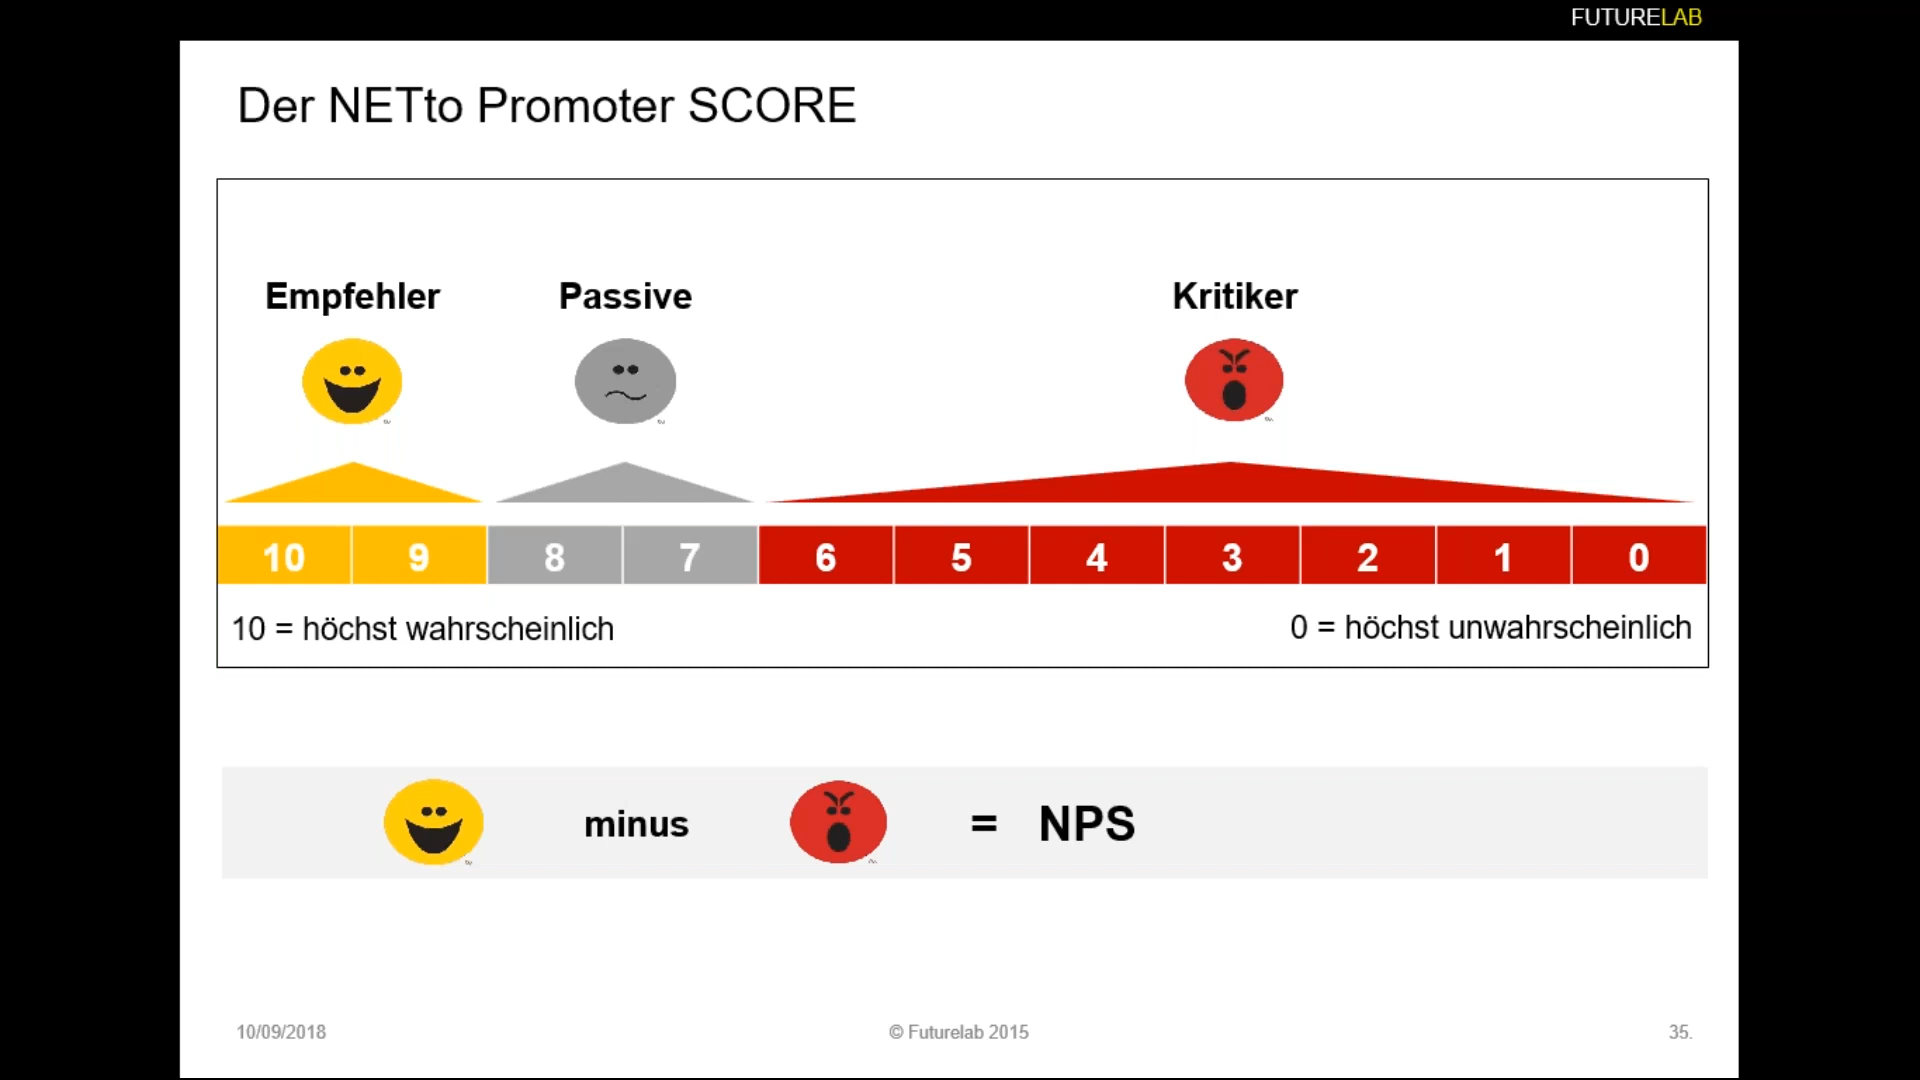 FUTURELAB
Der NETto Promoter SCORE
Empfehler Passive Kritiker
10 9 8 7 6 5 4 3 2 1 0
10 = höchst wahrscheinlich 0 = höchst unwahrscheinlich
minus = NPS
10/09/2018 © Futurelab 2015 35.